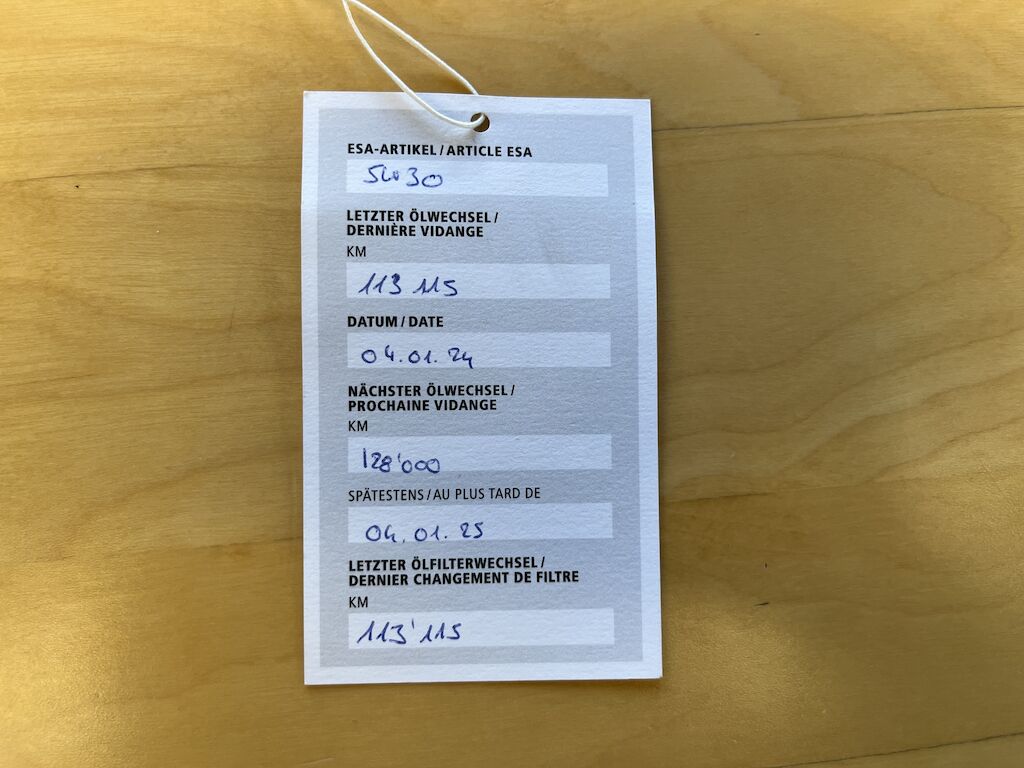 ESA-ARTIKEL / ARTICLE ESA
5W30
LETZTER ÖLWECHSEL /
DERNIÈRE VIDANGE
KM
113 115
DATUM / DATE
04.01.24
NÄCHSTER ÖLWECHSEL /
PROCHAINE VIDANGE
KM
128'000
SPÄTESTENS / AU PLUS TARD DE
04.01.25
LETZTER ÖLFILTERWECHSEL /
DERNIER CHANGEMENT DE FILTRE
KM
113'115